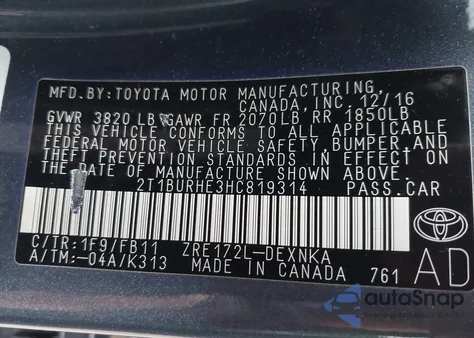 MFD.BY:TOYOTA MOTOR MANUFACTURING,
CANADA,INC. 12/16
GVWR 3820 LB GAWR FR 2070LB RR 1850LB
THIS VEHICLE CONFORMS TO ALL APPLICABLE
FEDERAL MOTOR VEHICLE SAFETY,BUMPER,AND
THEFT PREVENTION STANDARDS IN EFFECT ON
THE DATE OF MANUFACTURE SHOWN ABOVE.
2T1BURHE3HC819314 PASS.CAR
C/TR:1F9/FB11 ZRE172L-DEXNKA
A/TM:-04A/K313 MADE IN CANADA 761
TOYOTA
AD
autoSnap